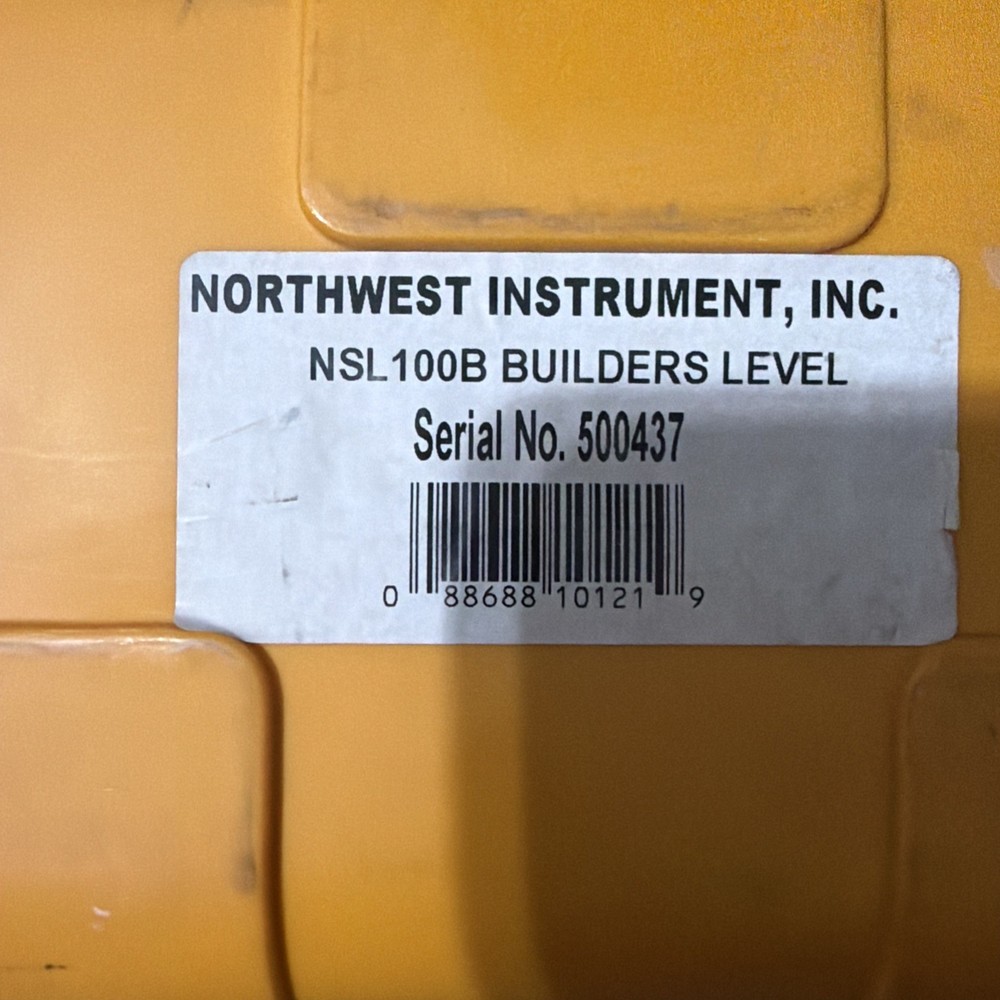 NORTHWEST INSTRUMENT, INC.
NSL100B BUILDERS LEVEL
Serial No. 500437
0 88688 10121 9